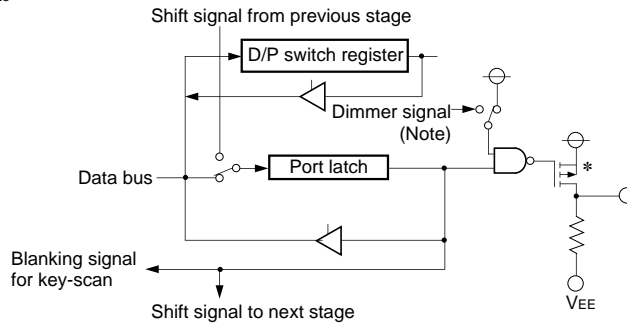 Shift signal from previous stage
D/P switch register
Dimmer signal
(Note)
Data bus
Port latch
*
Blanking signal
for key-scan
Shift signal to next stage
VEE